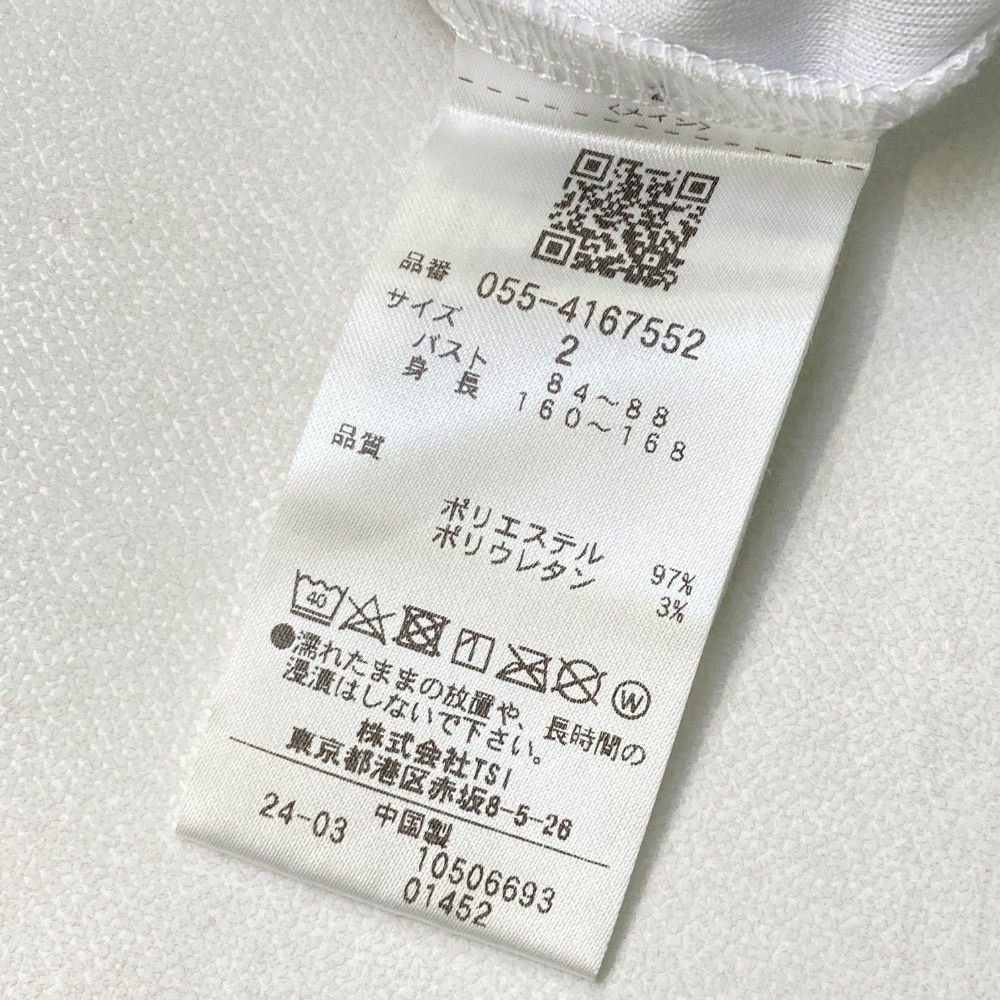 <メイン>
品番 055-4167552
サイズ 2
バスト 84～88
身長 160～168
品質
ポリエステル 97%
ポリウレタン 3%
40
W
●濡れたままの放置や、長時間の
浸漬はしないで下さい。
株式会社TSI
東京都港区赤坂8-5-26
24-03 中国製
10506693
01452